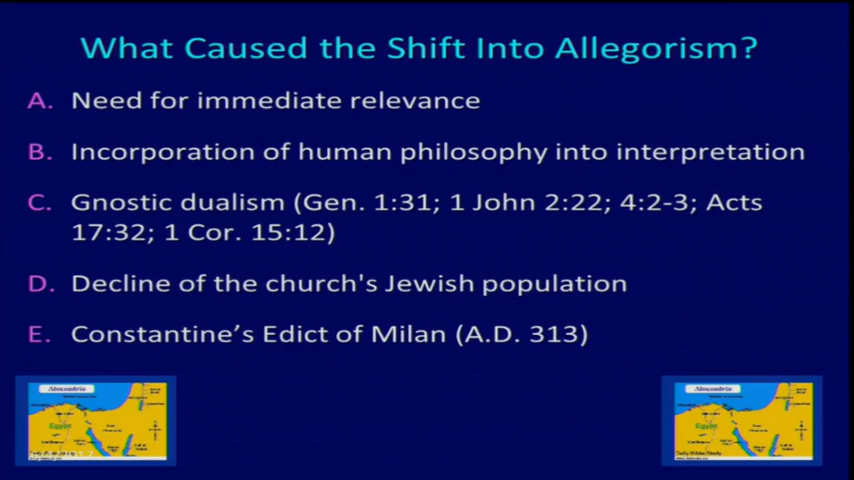 What Caused the Shift Into Allegorism?
A. Need for immediate relevance
B. Incorporation of human philosophy into interpretation
C. Gnostic dualism (Gen. 1:31; 1 John 2:22; 4:2-3; Acts
17:32; 1 Cor. 15:12)
D. Decline of the church's Jewish population
E. Constantine’s Edict of Milan (A.D. 313)
Alexandria
Egypt
Alexandria
Egypt